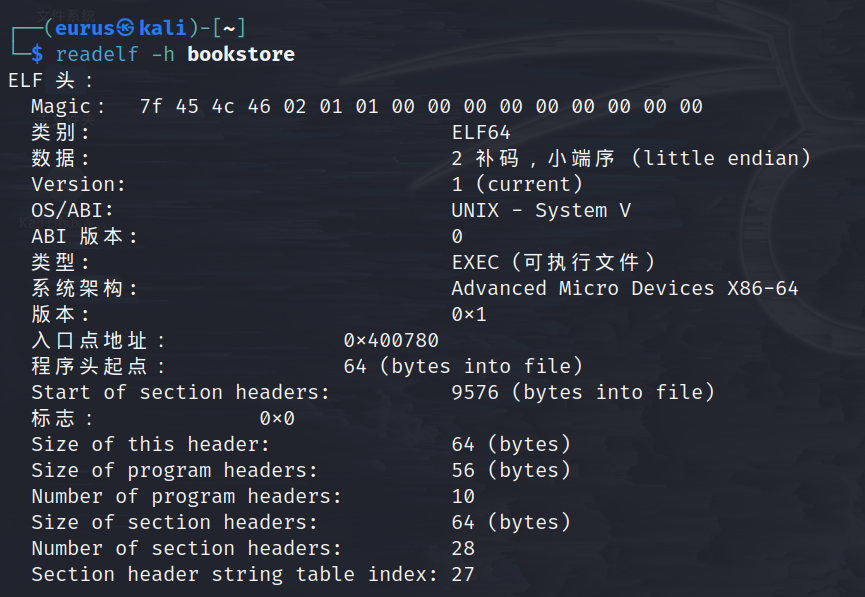 ┌──(eurus㉿kali)-[~]
└─$ readelf -h bookstore
ELF 头：
  Magic：  7f 45 4c 46 02 01 01 00 00 00 00 00 00 00 00 00
  类别:                              ELF64
  数据:                              2 补码，小端序 (little endian)
  Version:                           1 (current)
  OS/ABI:                            UNIX - System V
  ABI 版本:                          0
  类型:                              EXEC (可执行文件)
  系统架构:                          Advanced Micro Devices X86-64
  版本:                              0×1
  入口点地址：              0×400780
  程序头起点：              64 (bytes into file)
  Start of section headers:          9576 (bytes into file)
  标志：             0×0
  Size of this header:               64 (bytes)
  Size of program headers:           56 (bytes)
  Number of program headers:         10
  Size of section headers:           64 (bytes)
  Number of section headers:         28
  Section header string table index: 27